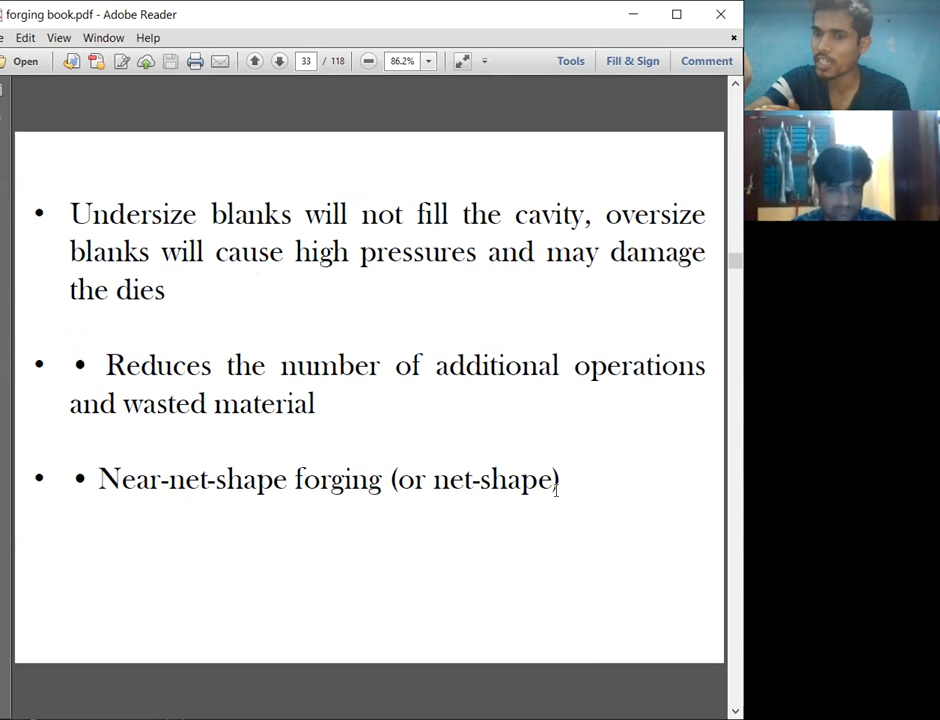 forging book.pdf - Adobe Reader
e Edit View Window Help
Open 33 / 118 86.2% Tools Fill & Sign Comment
• Undersize blanks will not fill the cavity, oversize
blanks will cause high pressures and may damage
the dies
• • Reduces the number of additional operations
and wasted material
• • Near-net-shape forging (or net-shape)